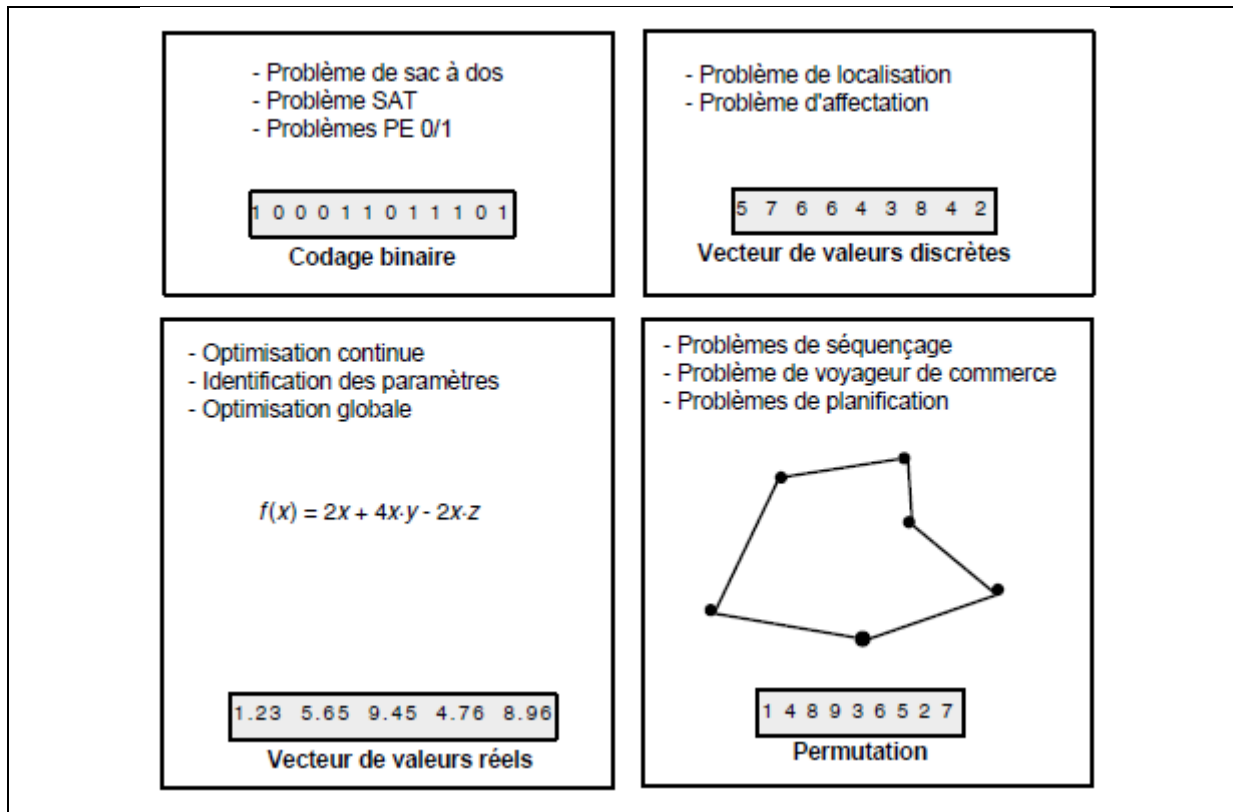 - Problème de sac à dos
- Problème SAT
- Problèmes PE 0/1
1 0 0 0 1 1 0 1 1 1 0 1
Codage binaire
- Problème de localisation
- Problème d'affectation
5 7 6 6 4 3 8 4 2
Vecteur de valeurs discrètes
- Optimisation continue
- Identification des paramètres
- Optimisation globale
f(x) = 2x + 4x·y - 2x·z
1.23 5.65 9.45 4.76 8.96
Vecteur de valeurs réels
- Problèmes de séquençage
- Problème de voyageur de commerce
- Problèmes de planification
1 4 8 9 3 6 5 2 7
Permutation